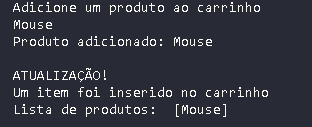 Adicione um produto ao carrinho
Mouse
Produto adicionado: Mouse
ATUALIZAÇÃO!
Um item foi inserido no carrinho
Lista de produtos:  [Mouse]